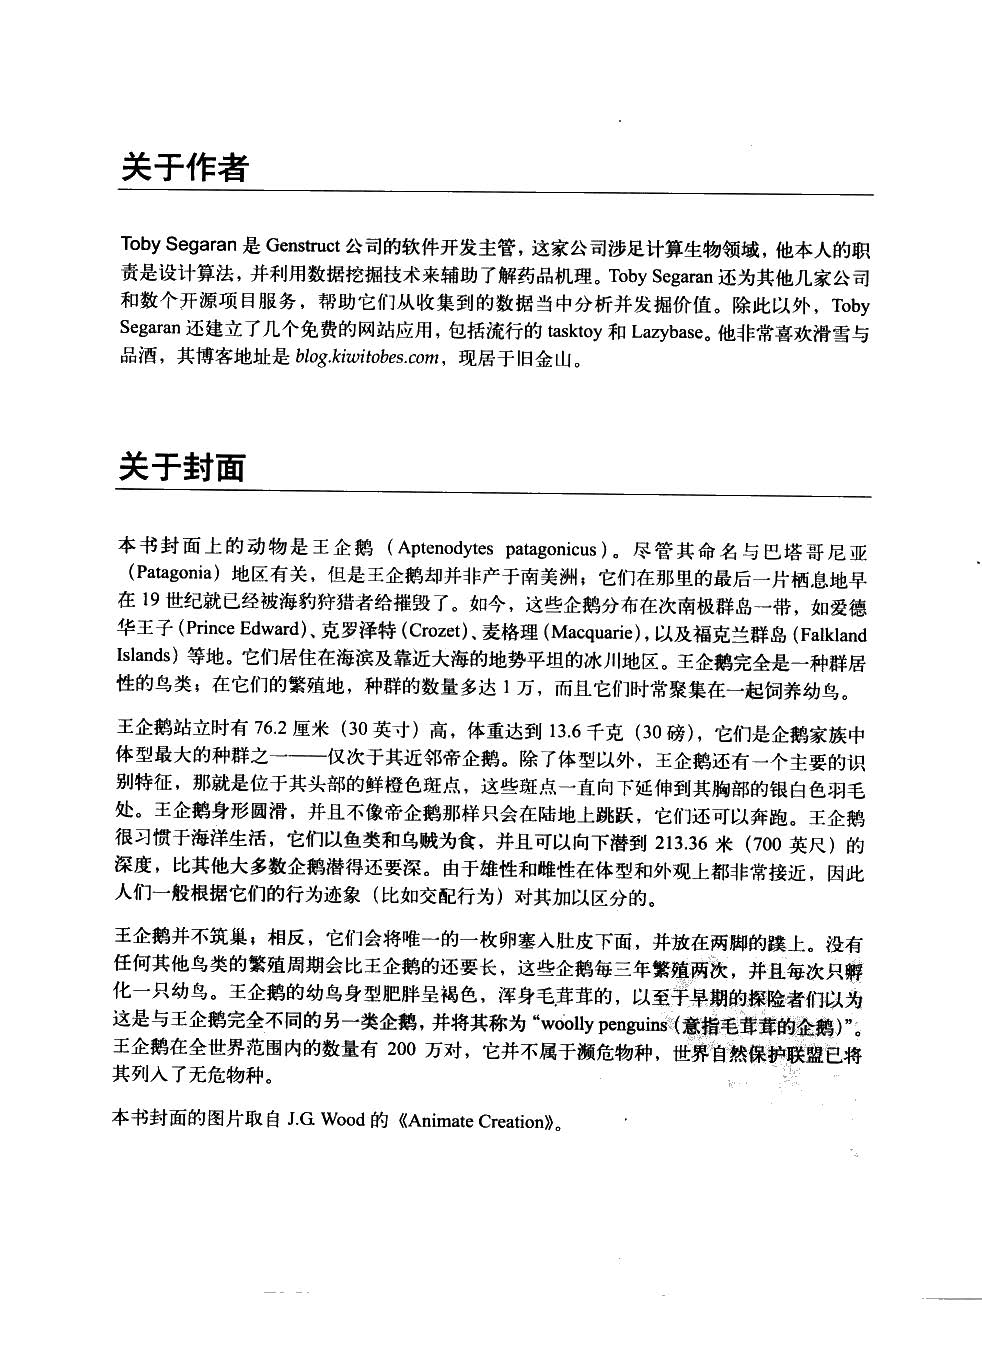 关于作者
Toby Segaran 是 Genstruct 公司的软件开发主管，这家公司涉足计算生物领域，他本人的职
责是设计算法，并利用数据挖掘技术来辅助了解药品机理。Toby Segaran 还为其他几家公司
和数个开源项目服务，帮助它们从收集到的数据当中分析并发掘价值。除此以外，Toby
Segaran 还建立了几个免费的网站应用，包括流行的 tasktoy 和 Lazybase。他非常喜欢滑雪与
品酒，其博客地址是 blog.kiwitobes.com，现居于旧金山。
关于封面
本书封面上的动物是王企鹅（Aptenodytes patagonicus）。尽管其命名与巴塔哥尼亚
（Patagonia）地区有关，但是王企鹅却并非产于南美洲；它们在那里的最后一片栖息地早
在 19 世纪就已经被海豹狩猎者给摧毁了。如今，这些企鹅分布在次南极群岛一带，如爱德
华王子（Prince Edward）、克罗泽特（Crozet）、麦格理（Macquarie），以及福克兰群岛（Falkland
Islands）等地。它们居住在海滨及靠近大海的地势平坦的冰川地区。王企鹅完全是一种群居
性的鸟类；在它们的繁殖地，种群的数量多达 1 万，而且它们时常聚集在一起饲养幼鸟。
王企鹅站立时有 76.2 厘米（30 英寸）高，体重达到 13.6 千克（30 磅），它们是企鹅家族中
体型最大的种群之一——仅次于其近邻帝企鹅。除了体型以外，王企鹅还有一个主要的识
别特征，那就是位于其头部的鲜橙色斑点，这些斑点一直向下延伸到其胸部的银白色羽毛
处。王企鹅身形圆滑，并且不像帝企鹅那样只会在陆地上跳跃，它们还可以奔跑。王企鹅
很习惯于海洋生活，它们以鱼类和乌贼为食，并且可以向下潜到 213.36 米（700 英尺）的
深度，比其他大多数企鹅潜得还要深。由于雄性和雌性在体型和外观上都非常接近，因此
人们一般根据它们的行为迹象（比如交配行为）对其加以区分的。
王企鹅并不筑巢；相反，它们会将唯一的一枚卵塞入肚皮下面，并放在两脚的蹼上。没有
任何其他鸟类的繁殖周期会比王企鹅的还要长，这些企鹅每三年繁殖两次，并且每次只孵
化一只幼鸟。王企鹅的幼鸟身型肥胖呈褐色，浑身毛茸茸的，以至于早期的探险者们以为
这是与王企鹅完全不同的另一类企鹅，并将其称为“woolly penguins（意指毛茸茸的企鹅）”。
王企鹅在全世界范围内的数量有 200 万对，它并不属于濒危物种，世界自然保护联盟已将
其列入了无危物种。
本书封面的图片取自 J.G. Wood 的《Animate Creation》。